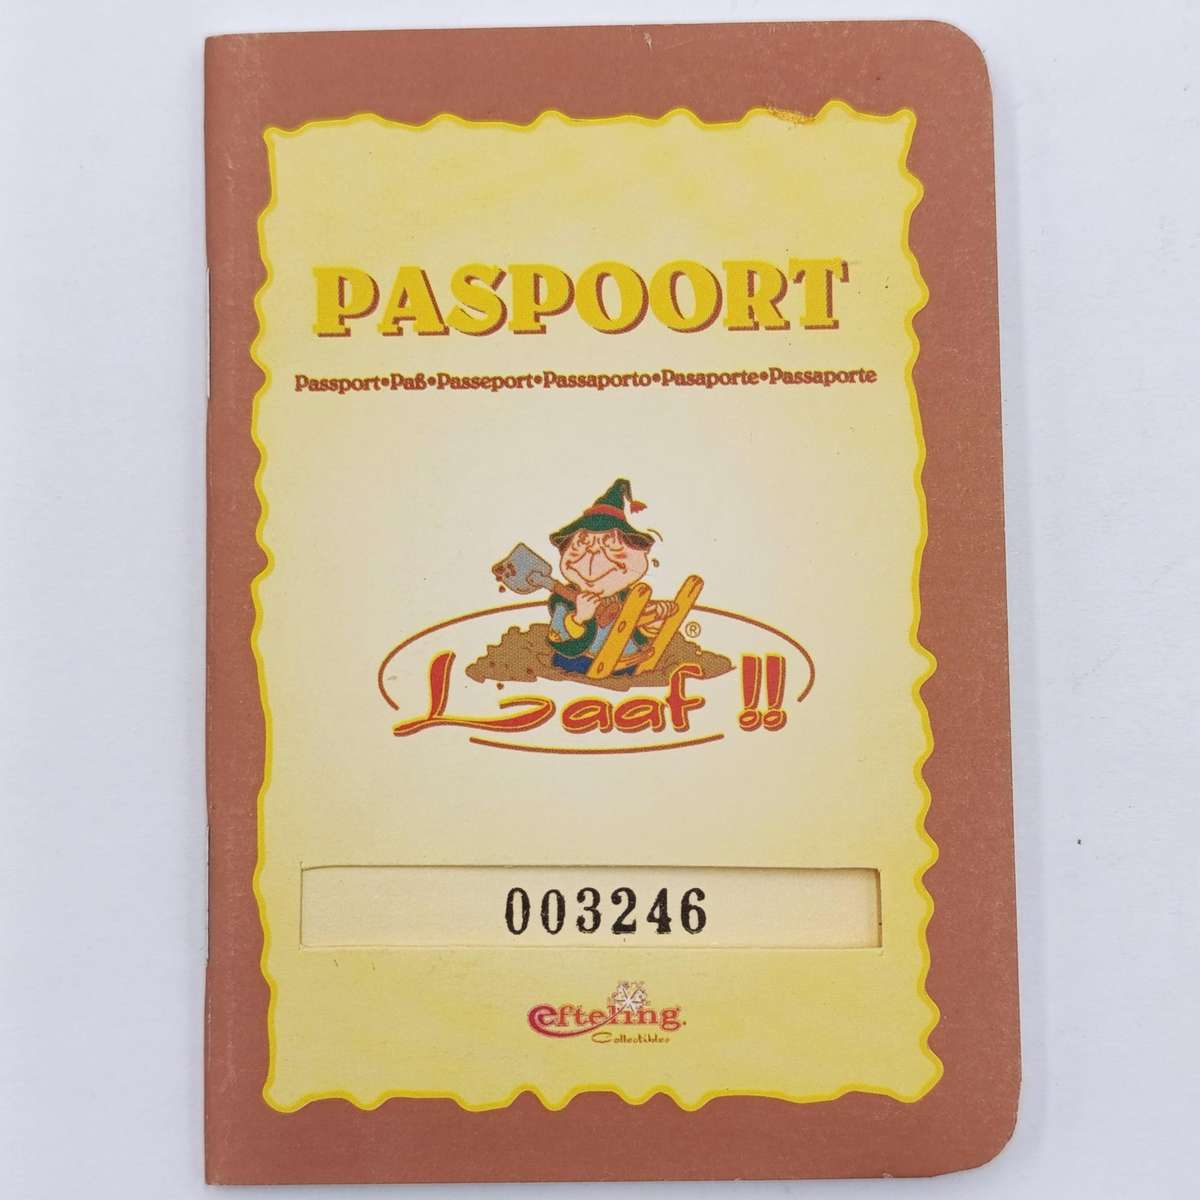 PASPOORT
Passport•Paß•Passeport•Passaporto•Pasaporte•Passaporte
®
Laaf !!
003246
efteling.
Collectibles